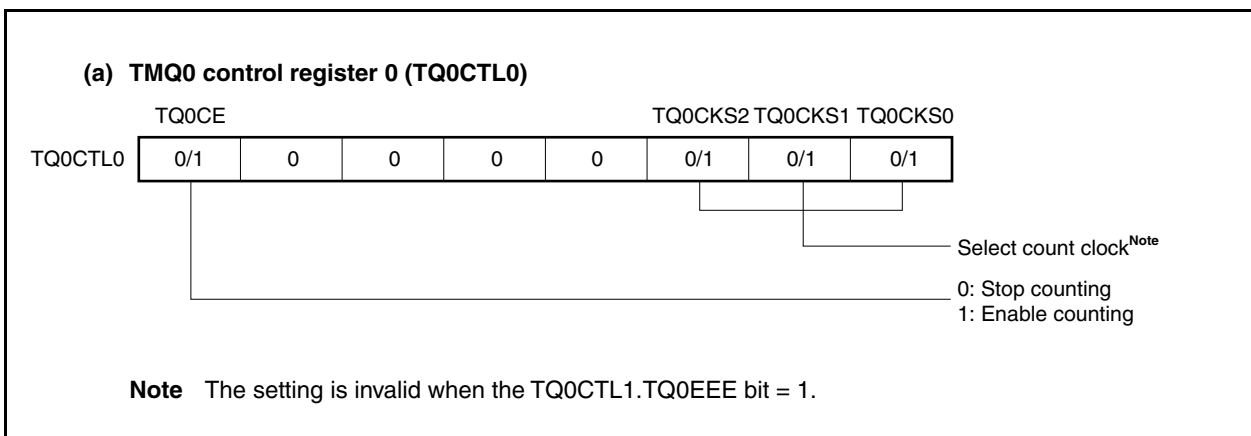 (a) TMQ0 control register 0 (TQ0CTL0)
TQ0CE TQ0CKS2 TQ0CKS1 TQ0CKS0
TQ0CTL0 0/1 0 0 0 0 0/1 0/1 0/1
Select count clock Note
0: Stop counting
1: Enable counting
Note The setting is invalid when the TQ0CTL1.TQ0EEE bit = 1.